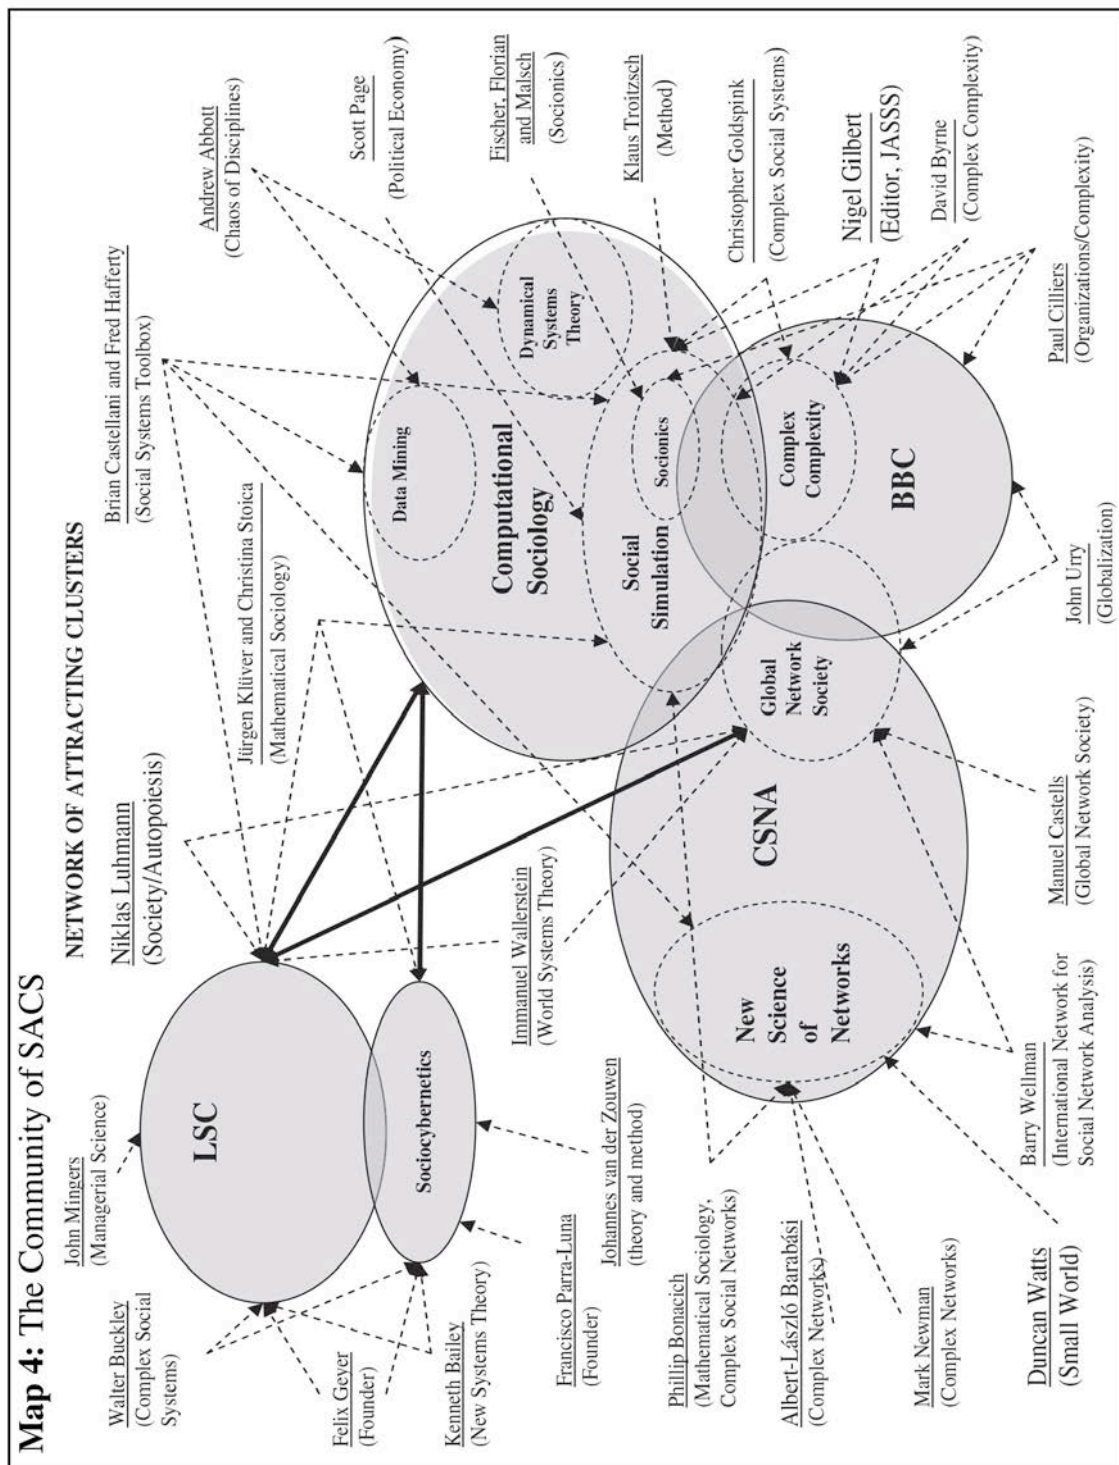 Map 4: The Community of SACS
NETWORK OF ATTRACTING CLUSTERS
Walter Buckley
(Complex Social
Systems)
John Mingers
(Managerial Science)
Niklas Luhmann
(Society/Autopoiesis)
Jürgen Klüver and Christina Stoica
(Mathematical Sociology)
Brian Castellani and Fred Hafferty
(Social Systems Toolbox)
Andrew Abbott
(Chaos of Disciplines)
Scott Page
(Political Economy)
Fischer, Florian
and Malsch
(Socionics)
Klaus Troitzsch
(Method)
Christopher Goldspink
(Complex Social Systems)
Nigel Gilbert
(Editor, JASSS)
David Byrne
(Complex Complexity)
Paul Cilliers
(Organizations/Complexity)
John Urry
(Globalization)
Manuel Castells
(Global Network Society)
Barry Wellman
(International Network for
Social Network Analysis)
Duncan Watts
(Small World)
Mark Newman
(Complex Networks)
Albert-László Barabási
(Complex Networks)
Phillip Bonacich
(Mathematical Sociology,
Complex Social Networks)
Johannes van der Zouwen
(theory and method)
Francisco Parra-Luna
(Founder)
Kenneth Bailey
(New Systems Theory)
Felix Geyer
(Founder)
Immanuel Wallerstein
(World Systems Theory)
LSC
Sociocybernetics
Computational
Sociology
Data Mining
Dynamical
Systems
Theory
Social
Simulation
Socionics
Complex
Complexity
BBC
Global
Network
Society
CSNA
New
Science
of
Networks